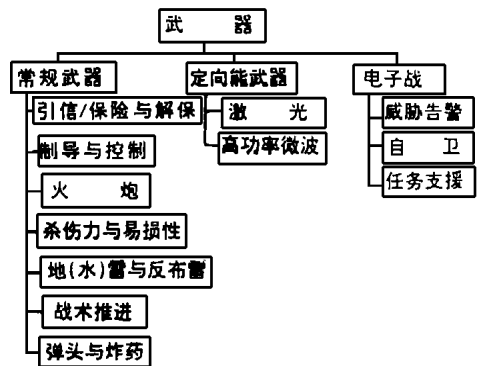 武 器
常规武器
定向能武器
电子战
引信/保险与解保
制导与控制
火 炮
杀伤力与易损性
地(水)雷与反布雷
战术推进
弹头与炸药
激 光
高功率微波
威胁告警
自 卫
任务支援